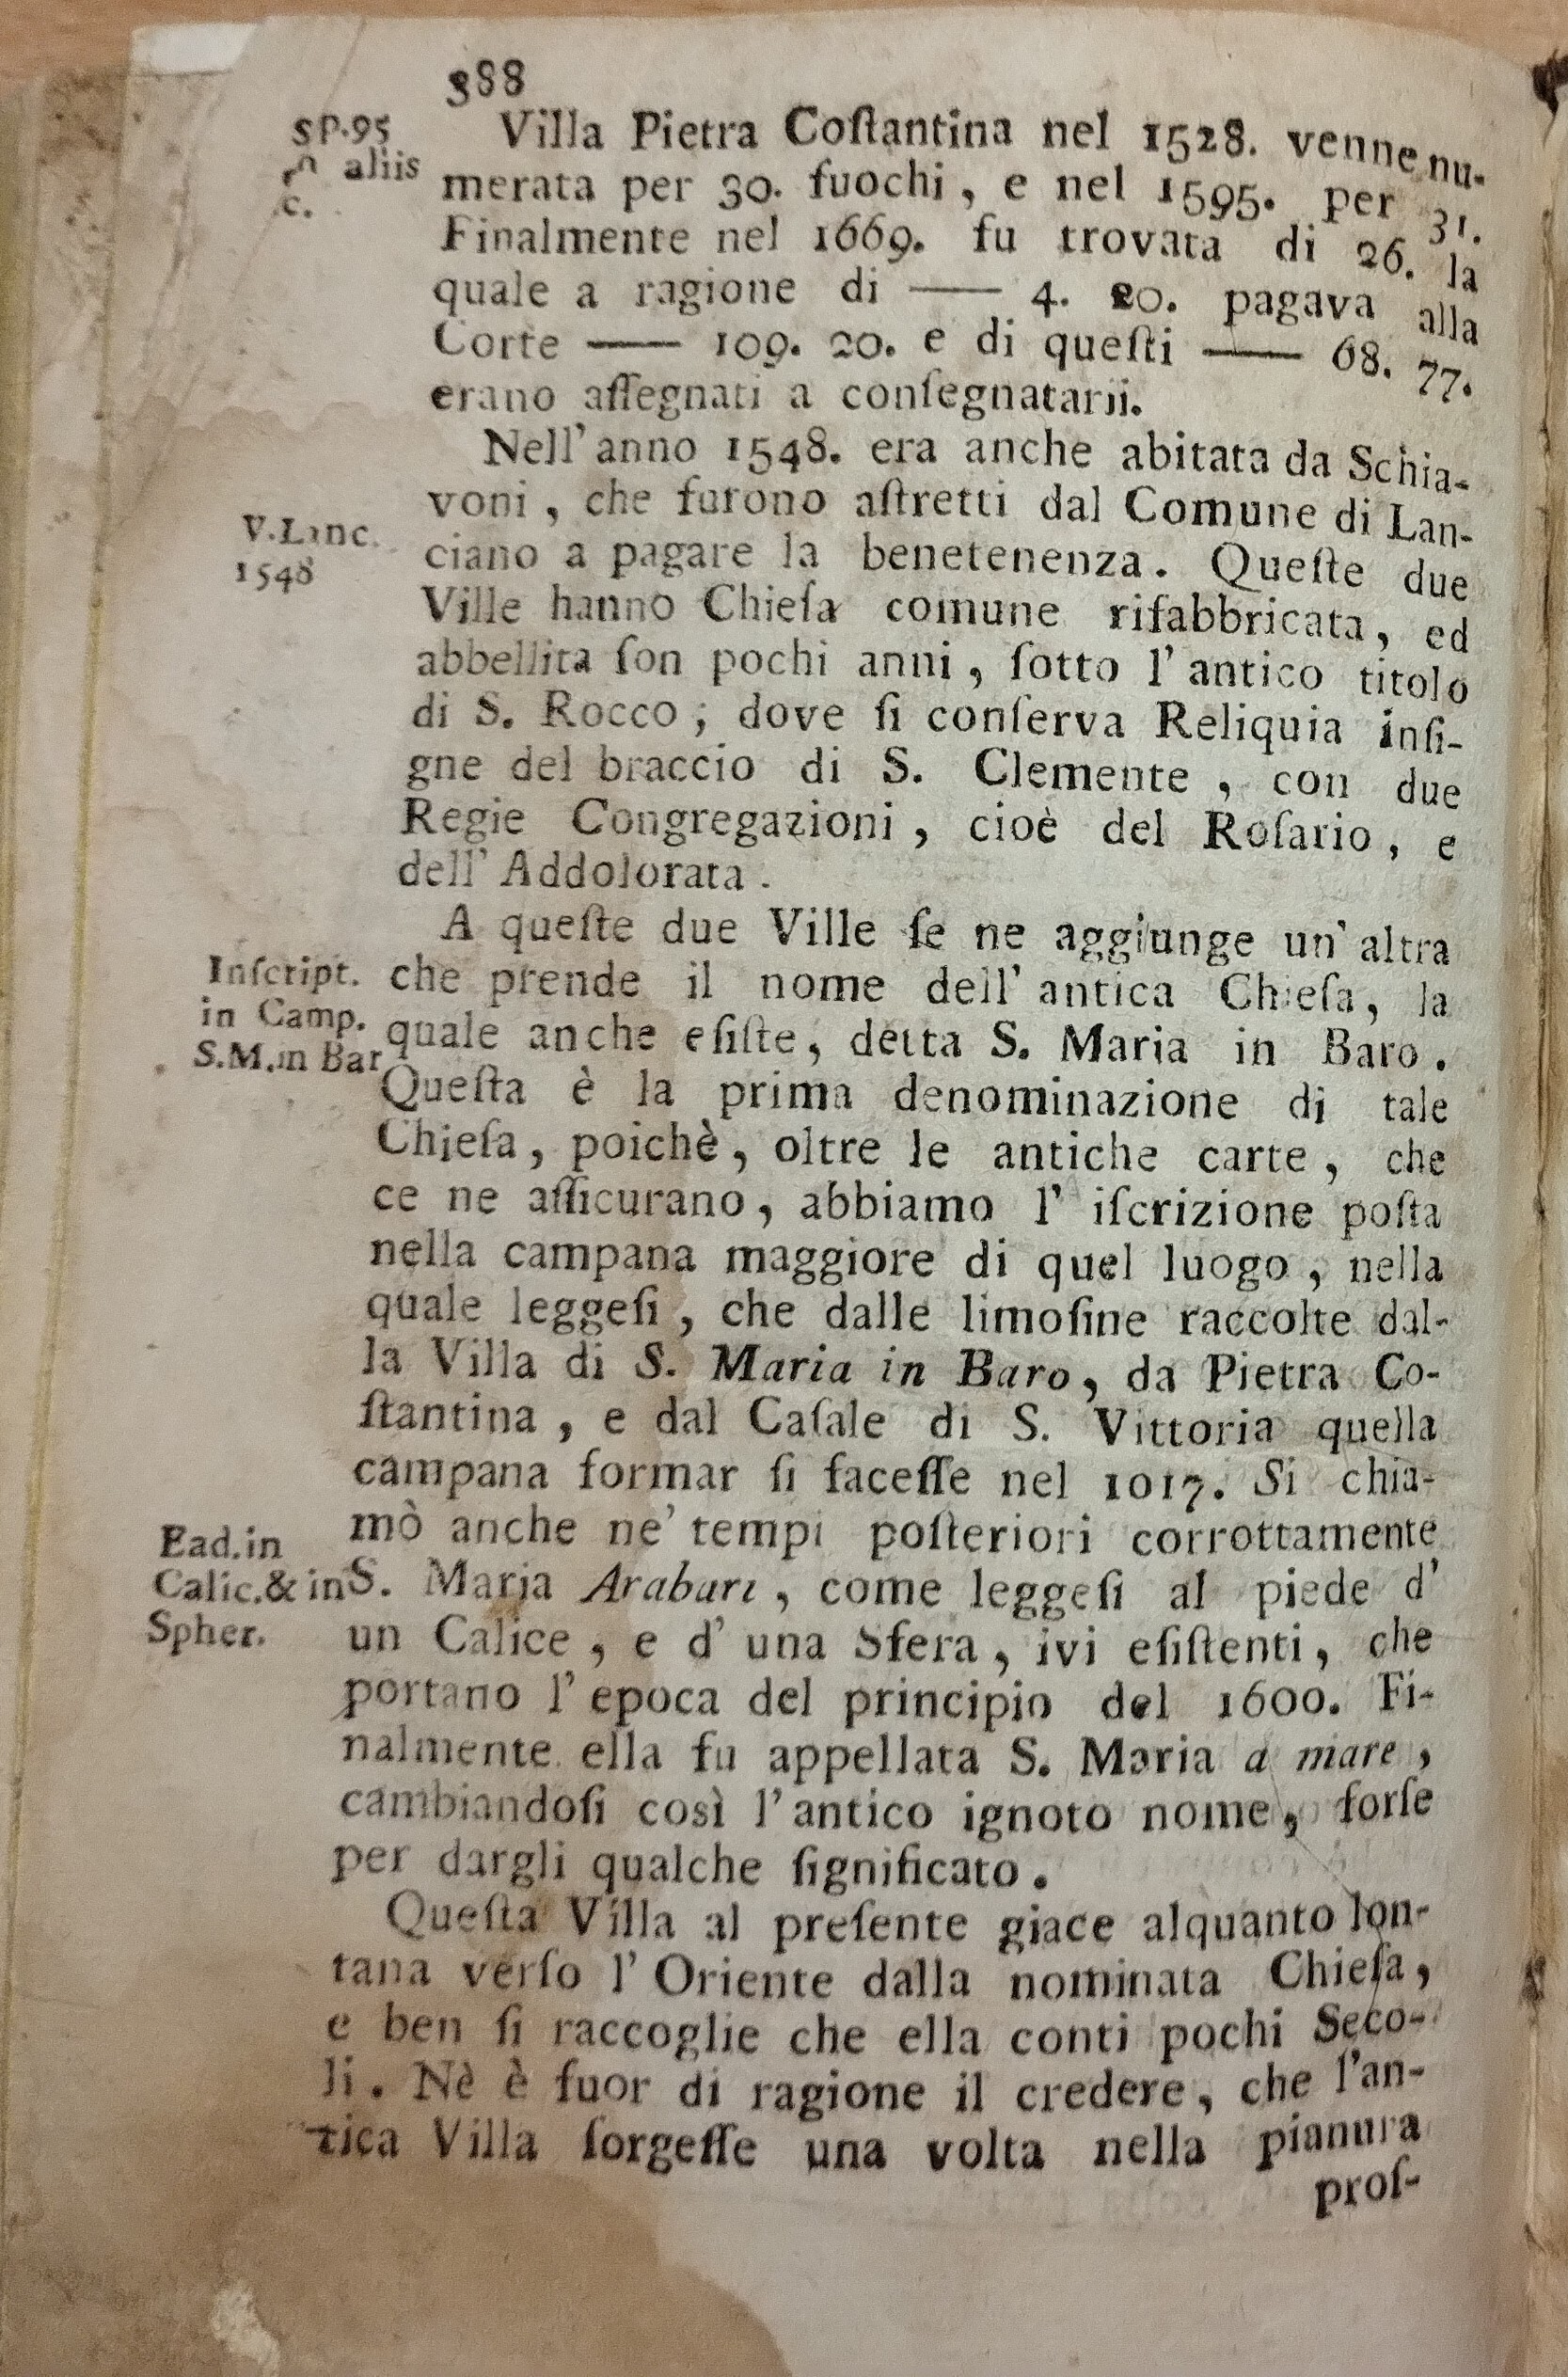 388
SP.95
aliis
c.
Villa Pietra Coſtantina nel 1528. venne nu-
merata per 30. fuochi, e nel 1595. per 31.
Finalmente nel 1669. fu trovata di 26. la
quale a ragione di —— 4. 20. pagava alla
Corte —— 109. 20. e di queſti —— 68. 77.
erano aſſegnati a conſegnatarii.
Nell' anno 1548. era anche abitata da Schia-
voni, che furono aſtretti dal Comune di Lan-
V.Lanc.
1548
ciano a pagare la benetenenza. Queſte due
Ville hanno Chieſa comune rifabbricata, ed
abbellita ſon pochi anni, ſotto l' antico titolo
di S. Rocco; dove ſi conſerva Reliquia inſi-
gne del braccio di S. Clemente, con due
Regie Congregazioni, cioè del Roſario, e
dell' Addolorata.
A queſte due Ville ſe ne aggiunge un' altra
Inſcript.
in Camp.
S.M.in Bar
che prende il nome dell' antica Chieſa, la
quale anche eſiſte, detta S. Maria in Baro.
Queſta è la prima denominazione di tale
Chieſa, poichè, oltre le antiche carte, che
ce ne aſſicurano, abbiamo l' iſcrizione poſta
nella campana maggiore di quel luogo, nella
quale leggeſi, che dalle limoſine raccolte dal-
la Villa di S. Maria in Baro, da Pietra Co-
ſtantina, e dal Caſale di S. Vittoria quella
campana formar ſi faceſſe nel 1017. Si chia-
mò anche ne' tempi poſteriori corrottamente
Ead.in
Calic.& in
Spher.
S. Maria Arabari, come leggeſi al piede d'
un Calice, e d' una Sfera, ivi eſiſtenti, che
portano l' epoca del principio del 1600. Fi-
nalmente ella fu appellata S. Maria a mare,
cambiandoſi così l' antico ignoto nome, forſe
per dargli qualche ſignificato.
Queſta Villa al preſente giace alquanto lon-
tana verſo l' Oriente dalla nominata Chieſa,
e ben ſi raccoglie che ella conti pochi Seco-
li. Nè è fuor di ragione il credere, che l'an-
tica Villa ſorgeſſe una volta nella pianura
proſ-